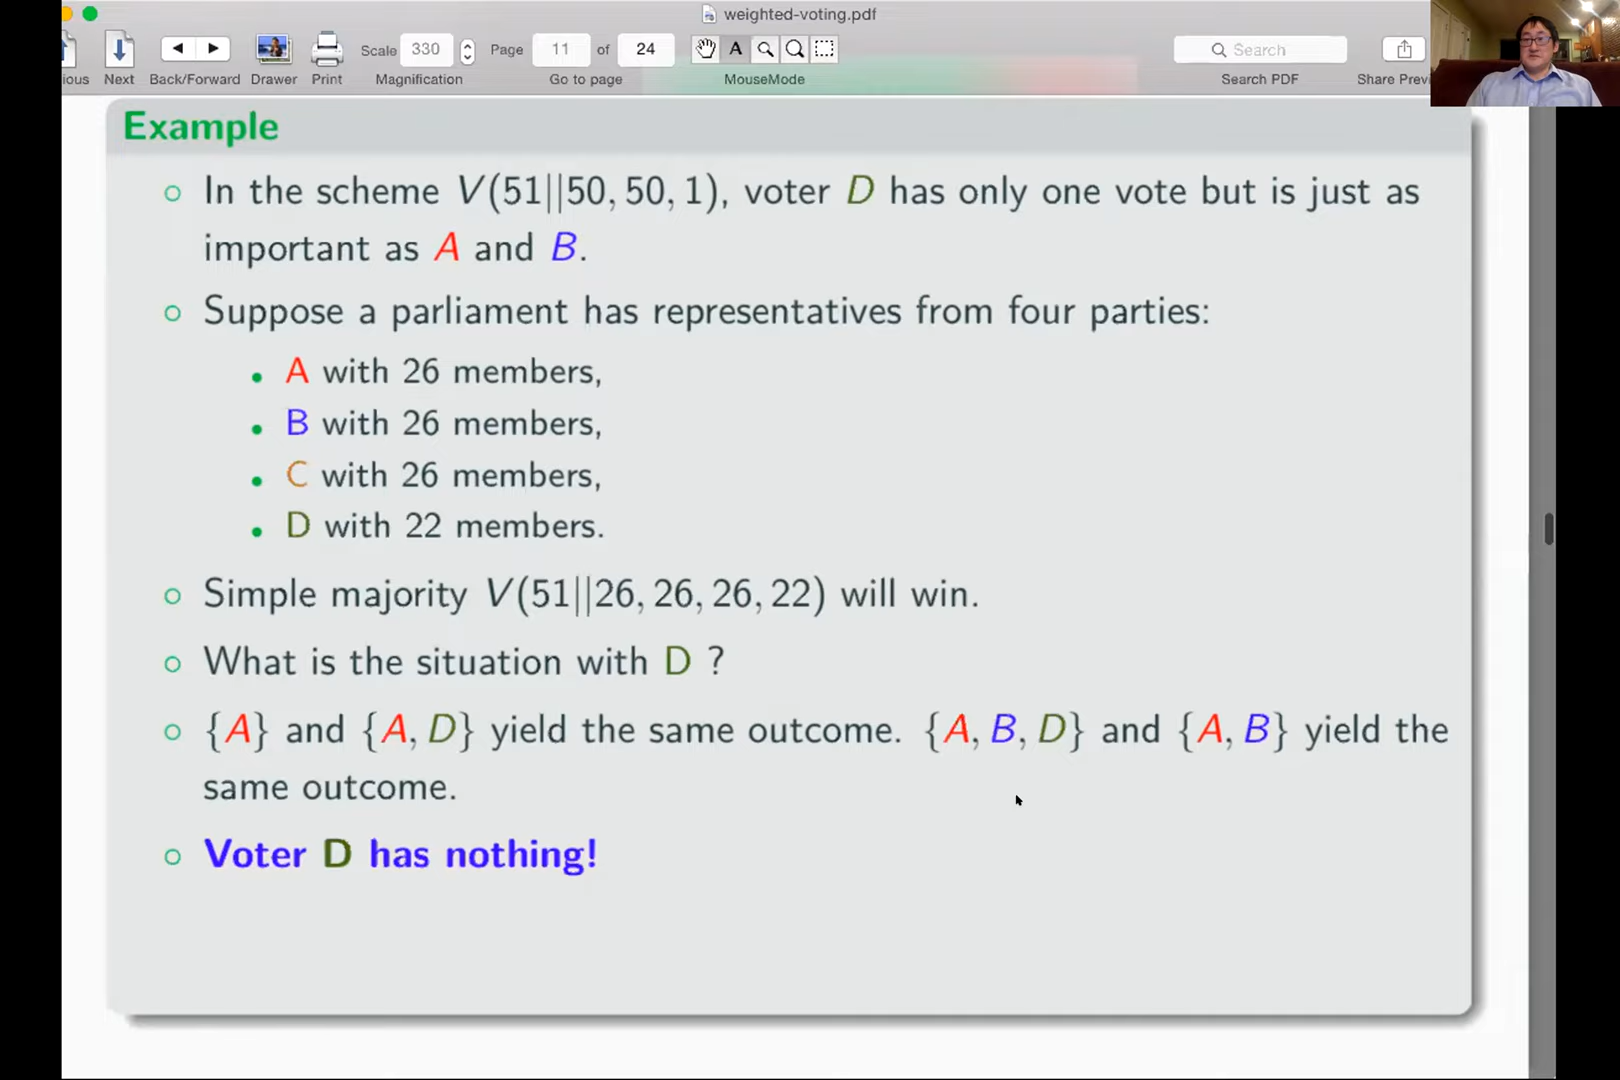 weighted-voting.pdf
ious Next Back/Forward Drawer Print Scale 330 Magnification Page 11 of 24 Go to page A MouseMode Search Search PDF Share Previ
Example
In the scheme V(51||50, 50, 1), voter D has only one vote but is just as
important as A and B.
Suppose a parliament has representatives from four parties:
A with 26 members,
B with 26 members,
C with 26 members,
D with 22 members.
Simple majority V(51||26, 26, 26, 22) will win.
What is the situation with D ?
{A} and {A, D} yield the same outcome. {A, B, D} and {A, B} yield the
same outcome.
Voter D has nothing!